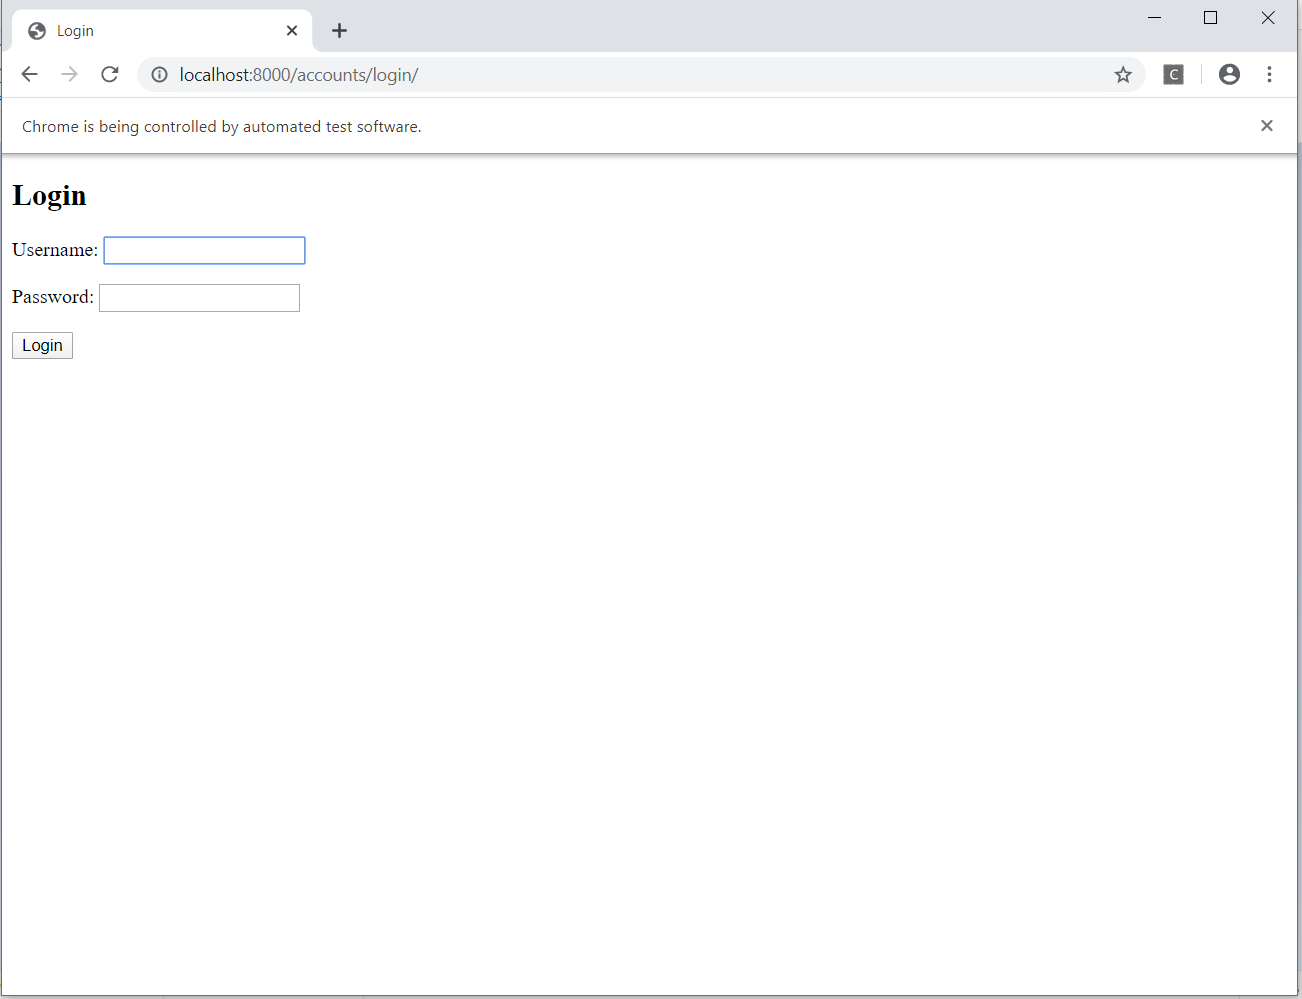 Login
localhost:8000/accounts/login/
C
Chrome is being controlled by automated test software.
Login
Username:
Password:
Login